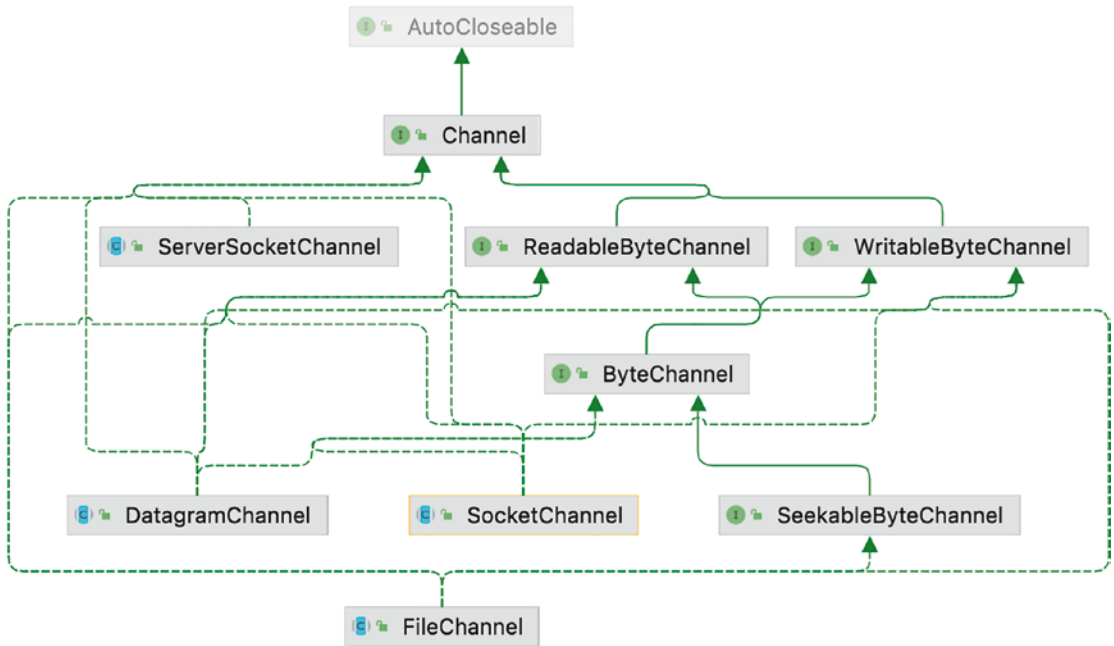 I AutoCloseable
I Channel
C ServerSocketChannel
I ReadableByteChannel
I WritableByteChannel
I ByteChannel
C DatagramChannel
C SocketChannel
I SeekableByteChannel
C FileChannel